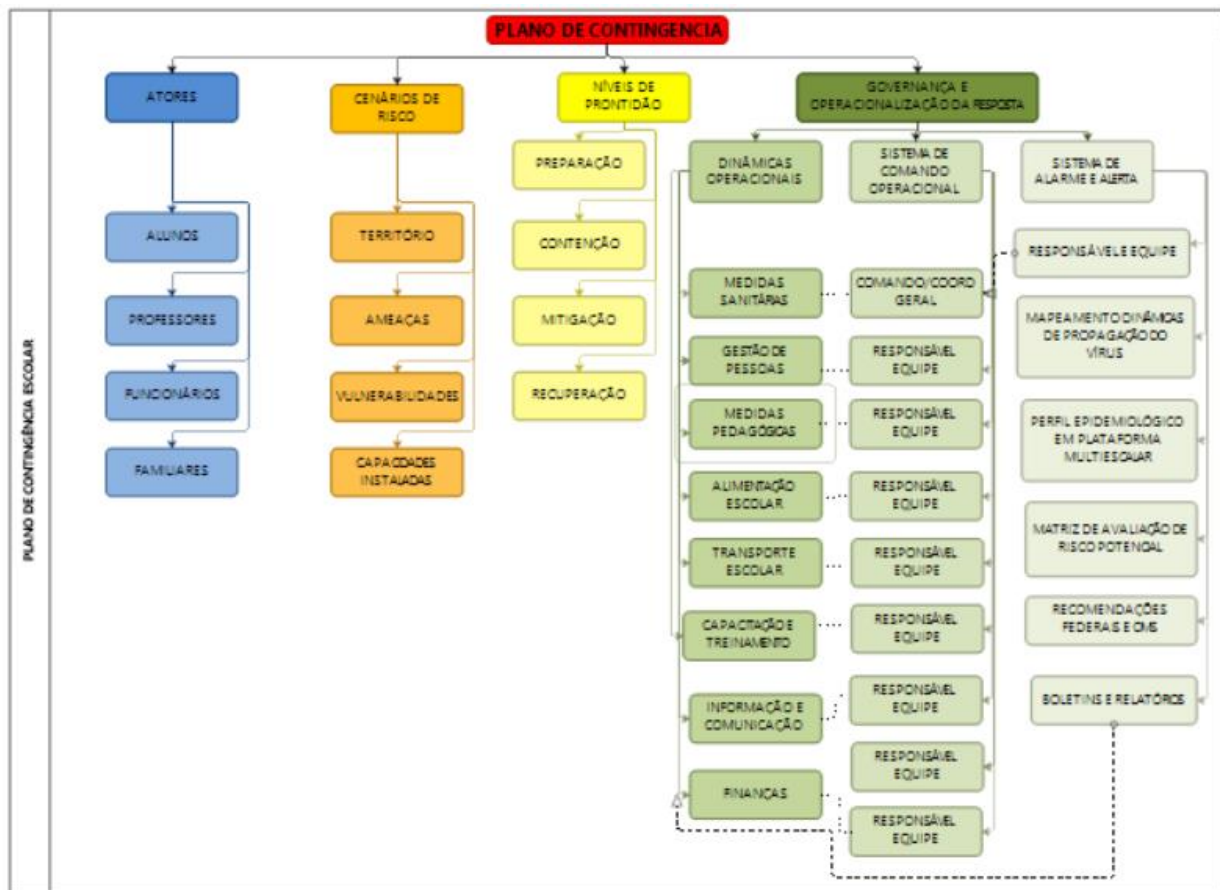 PLANO DE CONTINGÊNCIA ESCOLAR
PLANO DE CONTINGENCIA
ATORES
ALUNOS
PROFESSORES
FUNCIONÁRIOS
FAMILIARES
CENÁRIOS DE
RISCO
TERRITÓRIO
AMEAÇAS
VULNERABILIDADES
CAPACIDADES
INSTALADAS
NÍVEIS DE
PRONTIDÃO
PREPARAÇÃO
CONTENÇÃO
MITIGAÇÃO
RECUPERAÇÃO
GOVERNANÇA E
OPERACIONALIZAÇÃO DA RESPOSTA
DINÂMICAS
OPERACIONAIS
MEDIDAS
SANITÁRIAS
GESTÃO DE
PESSOAS
MEDIDAS
PEDAGÓGICAS
ALIMENTAÇÃO
ESCOLAR
TRANSPORTE
ESCOLAR
CAPACITAÇÃO E
TREINAMENTO
INFORMAÇÃO E
COMUNICAÇÃO
FINANÇAS
SISTEMA DE
COMANDO
OPERACIONAL
COMANDO/COORD
GERAL
RESPONSÁVEL
EQUIPE
RESPONSÁVEL
EQUIPE
RESPONSÁVEL
EQUIPE
RESPONSÁVEL
EQUIPE
RESPONSÁVEL
EQUIPE
RESPONSÁVEL
EQUIPE
RESPONSÁVEL
EQUIPE
RESPONSÁVEL
EQUIPE
SISTEMA DE
ALARME E ALERTA
RESPONSÁVEL E EQUIPE
MAPEAMENTO DINÂMICAS
DE PROPAGAÇÃO DO
VÍRUS
PERFIL EPIDEMIOLÓGICO
EM PLATAFORMA
MULTIESCALAR
MATRIZ DE AVALIAÇÃO DE
RISCO POTENCIAL
RECOMENDAÇÕES
FEDERAIS E OMS
BOLETINS E RELATÓRIOS